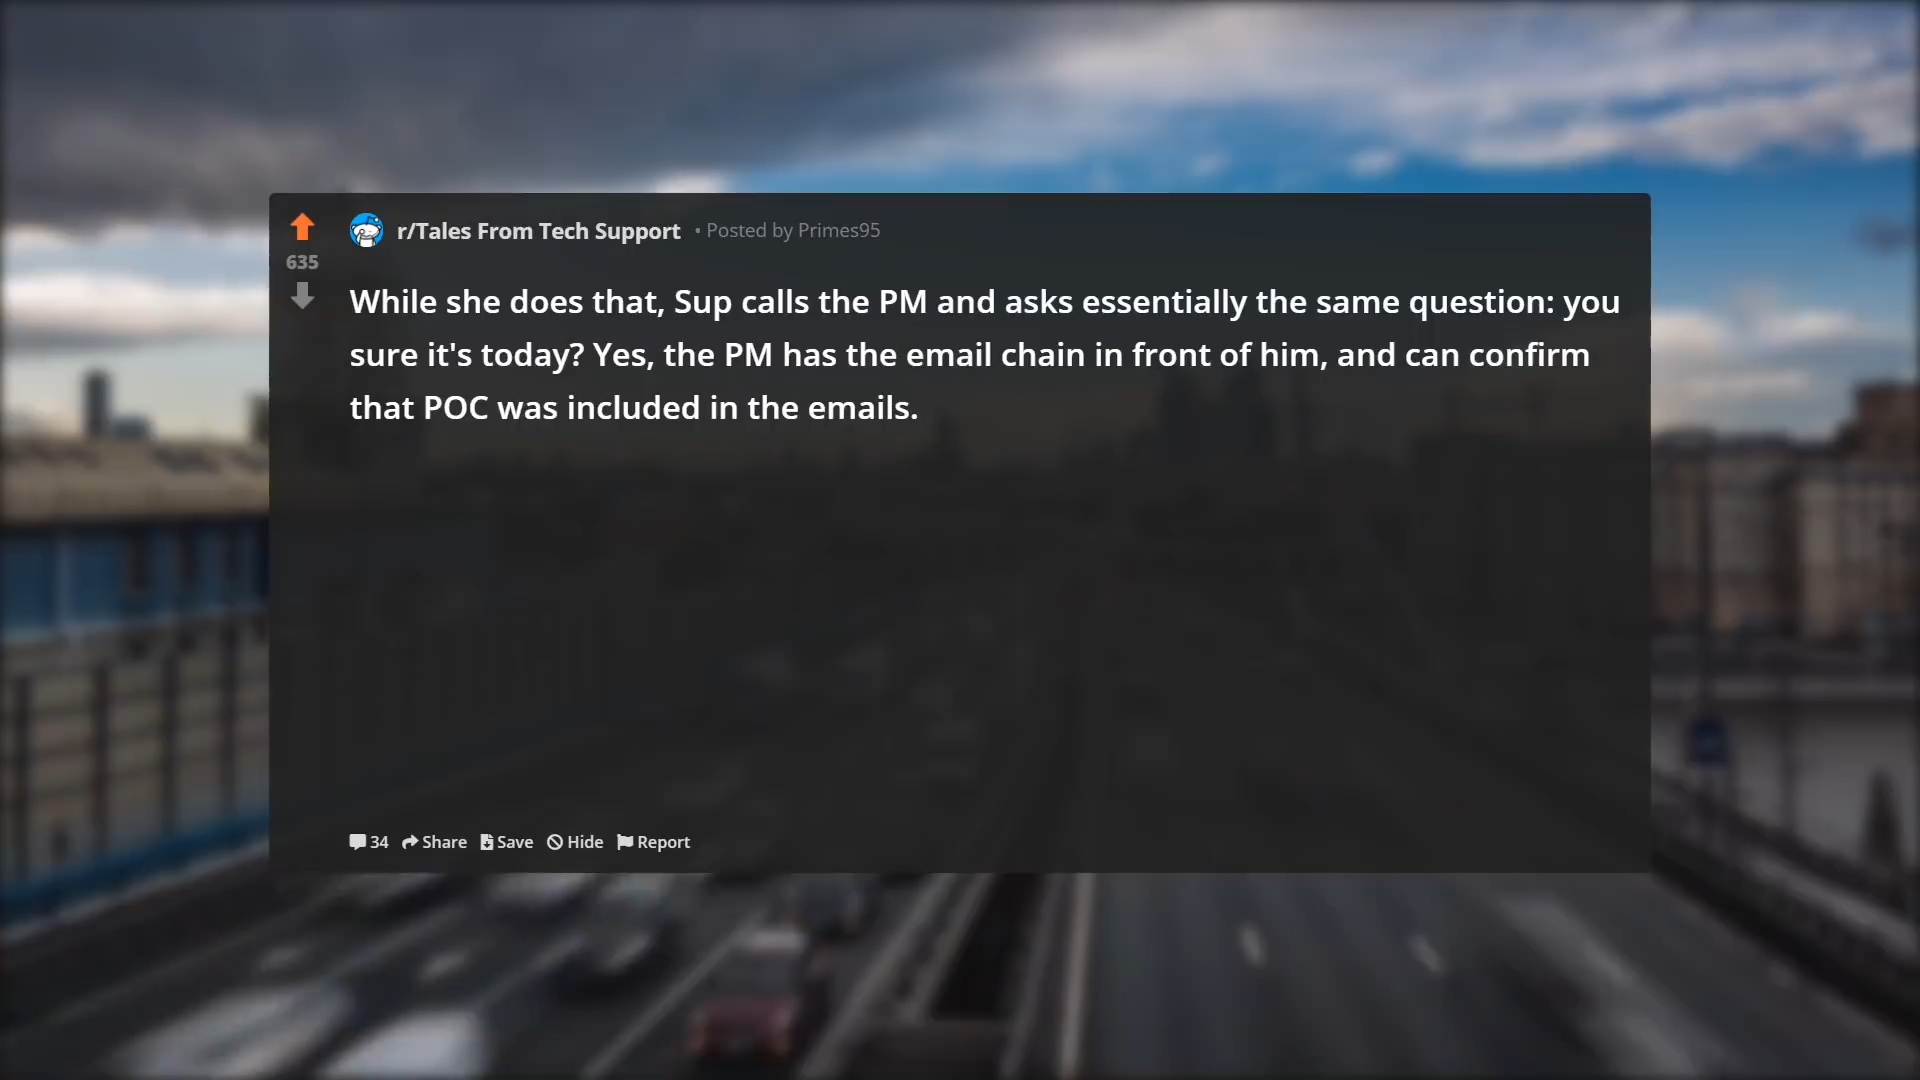 r/Tales From Tech Support • Posted by Primes95
635
While she does that, Sup calls the PM and asks essentially the same question: you
sure it's today? Yes, the PM has the email chain in front of him, and can confirm
that POC was included in the emails.
34 Share Save Hide Report